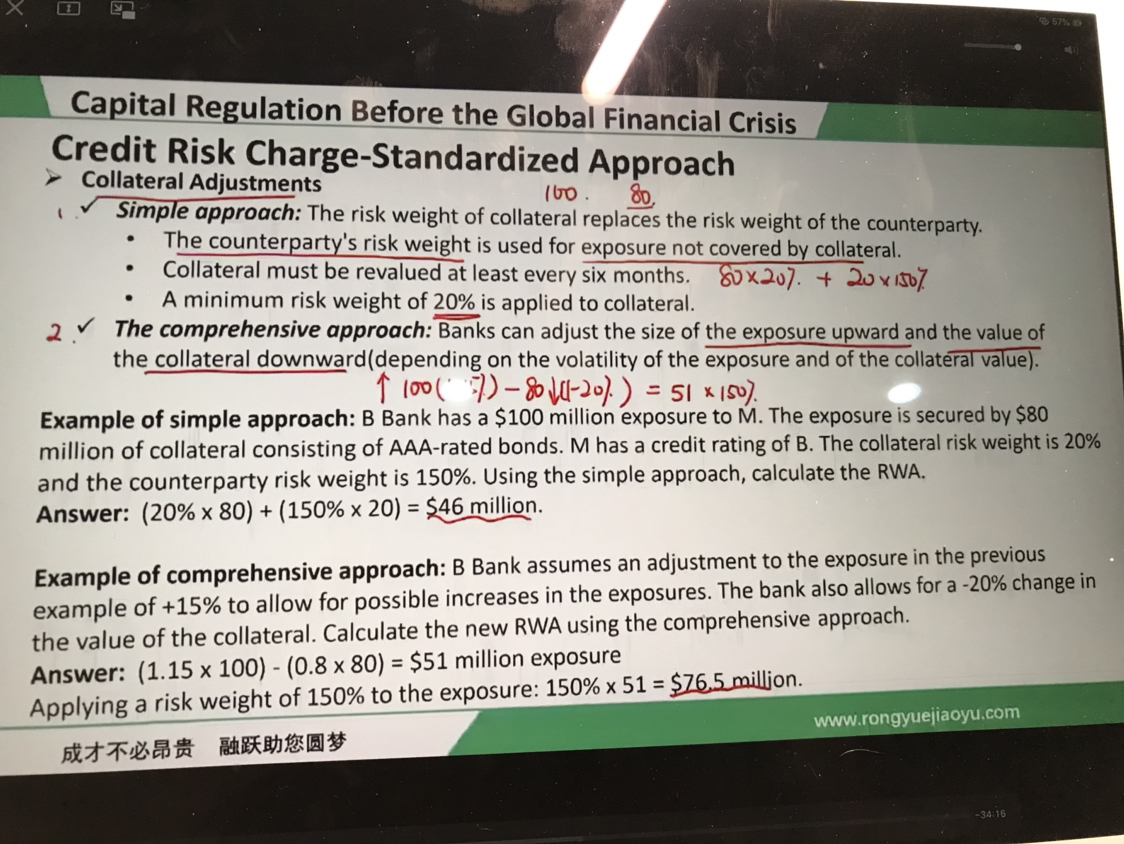 57%
Capital Regulation Before the Global Financial Crisis
Credit Risk Charge-Standardized Approach
➤ Collateral Adjustments
100. 80.
1. ✓ Simple approach: The risk weight of collateral replaces the risk weight of the counterparty.
• The counterparty's risk weight is used for exposure not covered by collateral.
• Collateral must be revalued at least every six months. 80×20%. + 20×150%
• A minimum risk weight of 20% is applied to collateral.
2. ✓ The comprehensive approach: Banks can adjust the size of the exposure upward and the value of
the collateral downward(depending on the volatility of the exposure and of the collateral value).
↑ 100( %) - 80↓(1-20%) = 51 ×150%
Example of simple approach: B Bank has a $100 million exposure to M. The exposure is secured by $80
million of collateral consisting of AAA-rated bonds. M has a credit rating of B. The collateral risk weight is 20%
and the counterparty risk weight is 150%. Using the simple approach, calculate the RWA.
Answer: (20% x 80) + (150% x 20) = $46 million.
Example of comprehensive approach: B Bank assumes an adjustment to the exposure in the previous
example of +15% to allow for possible increases in the exposures. The bank also allows for a -20% change in
the value of the collateral. Calculate the new RWA using the comprehensive approach.
Answer: (1.15 x 100) - (0.8 x 80) = $51 million exposure
Applying a risk weight of 150% to the exposure: 150% x 51 = $76.5 million.
www.rongyuejiaoyu.com
成才不必昂贵 融跃助您圆梦
-34:16